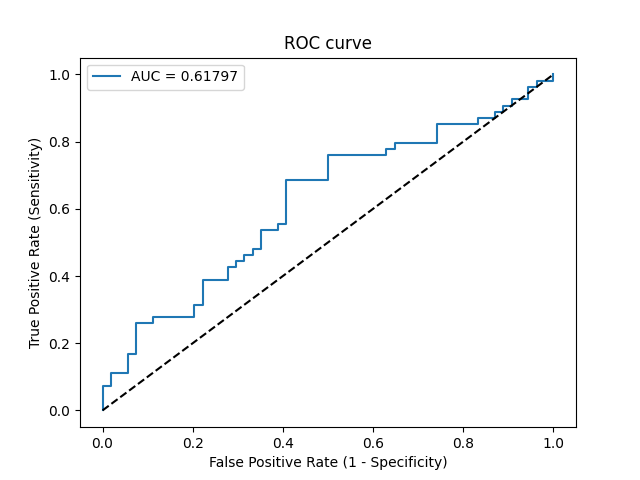 ROC curve
AUC = 0.61797
1.0
0.8
0.6
0.4
0.2
0.0
True Positive Rate (Sensitivity)
0.0 0.2 0.4 0.6 0.8 1.0
False Positive Rate (1 - Specificity)